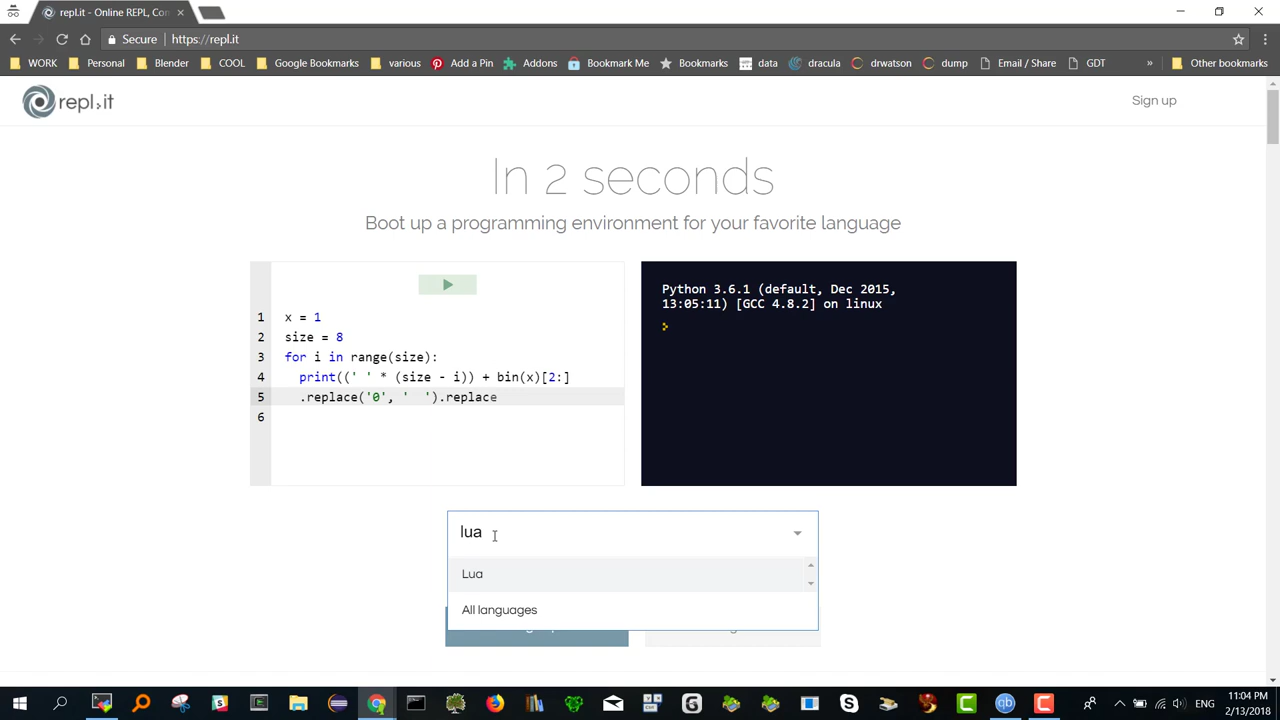 repl.it - Online REPL, Cor
Secure | https://repl.it
WORK Personal Blender COOL Google Bookmarks various Add a Pin Addons Bookmark Me Bookmarks data dracula drwatson dump Email / Share GDT » Other bookmarks
repl.it Sign up
In 2 seconds
Boot up a programming environment for your favorite language
1 x = 1
2 size = 8
3 for i in range(size):
4 print((' ' * (size - i)) + bin(x)[2:]
5 .replace('0', '  ').replace
6
Python 3.6.1 (default, Dec 2015,
13:05:11) [GCC 4.8.2] on linux
lua
Lua
All languages
ENG
11:04 PM
2/13/2018